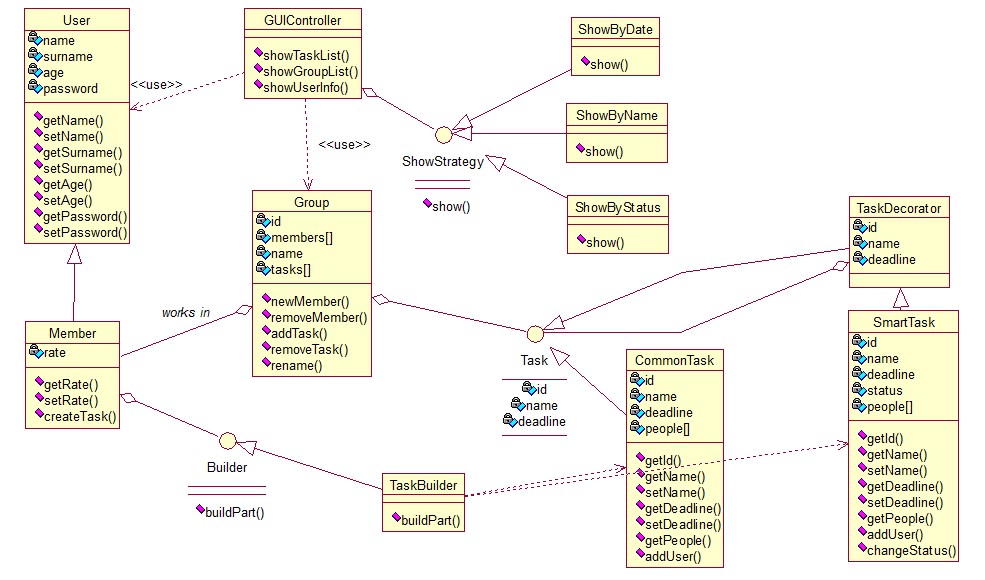 User
name
surname
age
password
getName()
setName()
getSurname()
setSurname()
getAge()
setAge()
getPassword()
setPassword()
<<use>>
GUIController
showTaskList()
showGroupList()
showUserInfo()
<<use>>
ShowStrategy
show()
ShowByDate
show()
ShowByName
show()
ShowByStatus
show()
Group
id
members[]
name
tasks[]
newMember()
removeMember()
addTask()
removeTask()
rename()
works in
Member
rate
getRate()
setRate()
createTask()
Builder
buildPart()
TaskBuilder
buildPart()
Task
id
name
deadline
CommonTask
id
name
deadline
people[]
getId()
getName()
setName()
getDeadline()
setDeadline()
getPeople()
addUser()
TaskDecorator
id
name
deadline
SmartTask
id
name
deadline
status
people[]
getId()
getName()
setName()
getDeadline()
setDeadline()
getPeople()
addUser()
changeStatus()